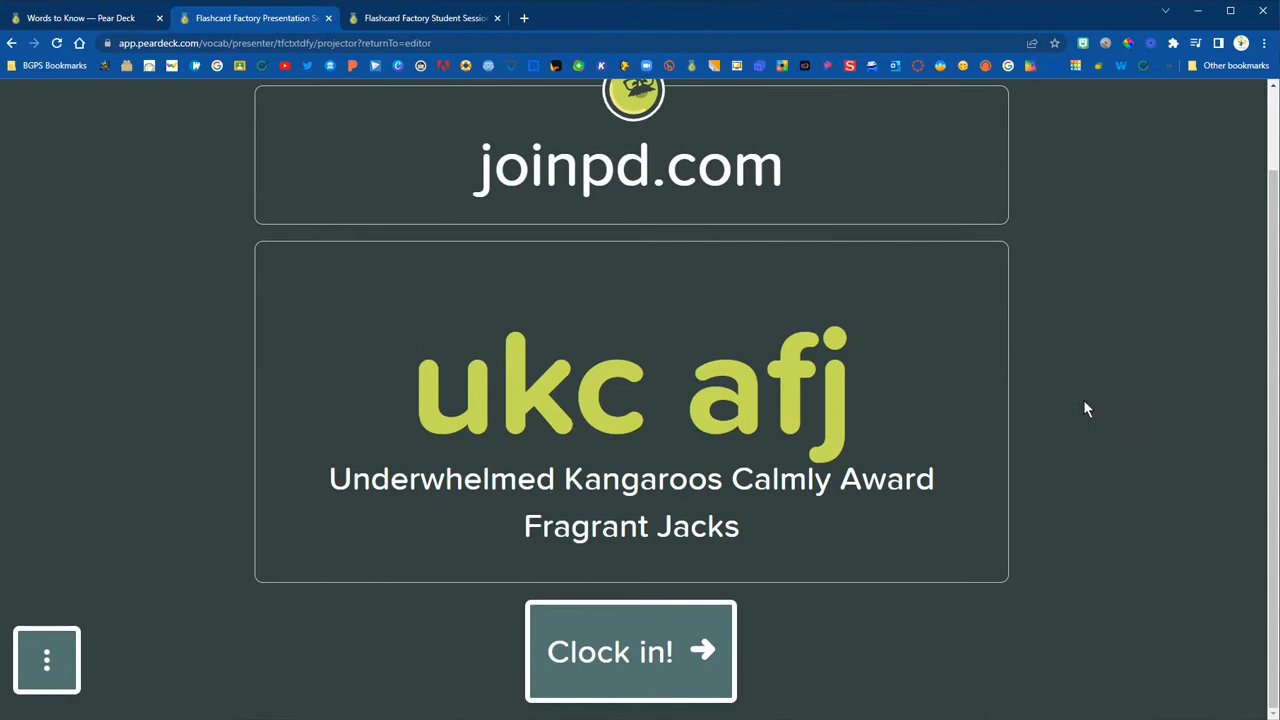 Words to Know — Pear Deck
Flashcard Factory Presentation Se
Flashcard Factory Student Session
app.peardeck.com/vocab/presenter/tfctxtdfy/projector?returnTo=editor
BGPS Bookmarks
Other bookmarks
joinpd.com
ukc afj
Underwhelmed Kangaroos Calmly Award
Fragrant Jacks
Clock in!